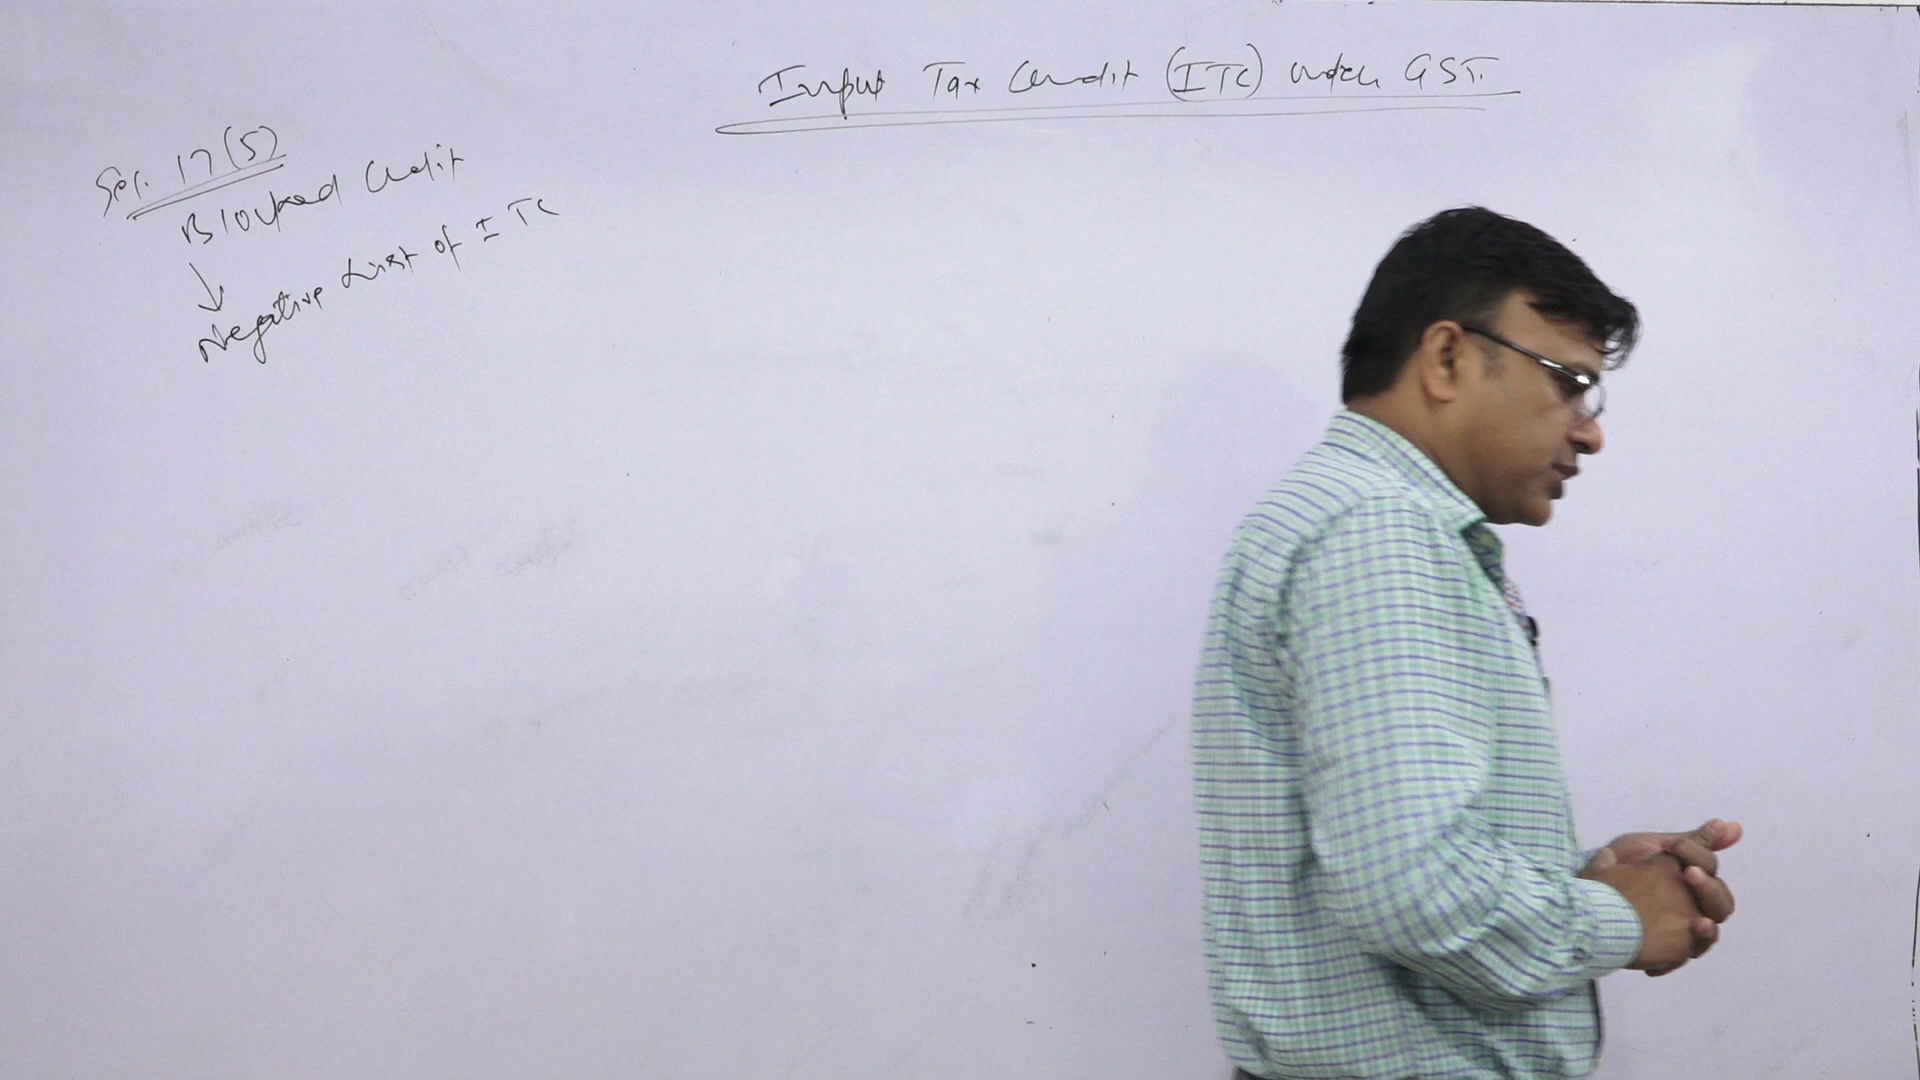 Input Tax Credit (ITC) under GST.
Sec. 17(5)
Blocked Credit
↓
Negative List of ITC